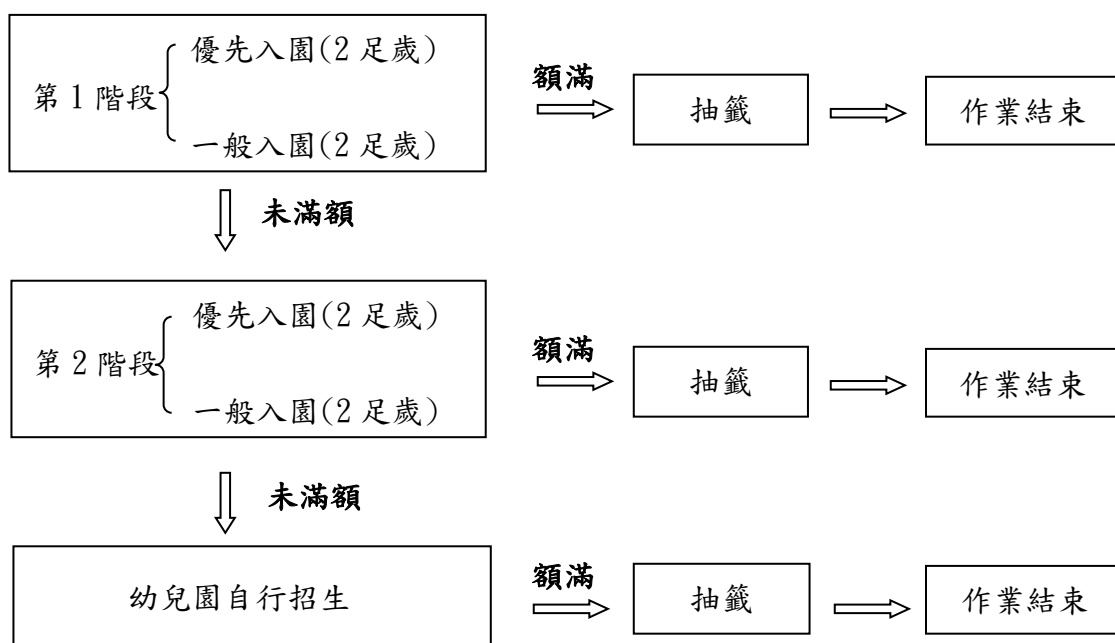 優先入園(2 足歲)
第 1 階段
一般入園(2 足歲)
額滿
抽籤
作業結束
未滿額
優先入園(2 足歲)
第 2 階段
一般入園(2 足歲)
額滿
抽籤
作業結束
未滿額
幼兒園自行招生
額滿
抽籤
作業結束